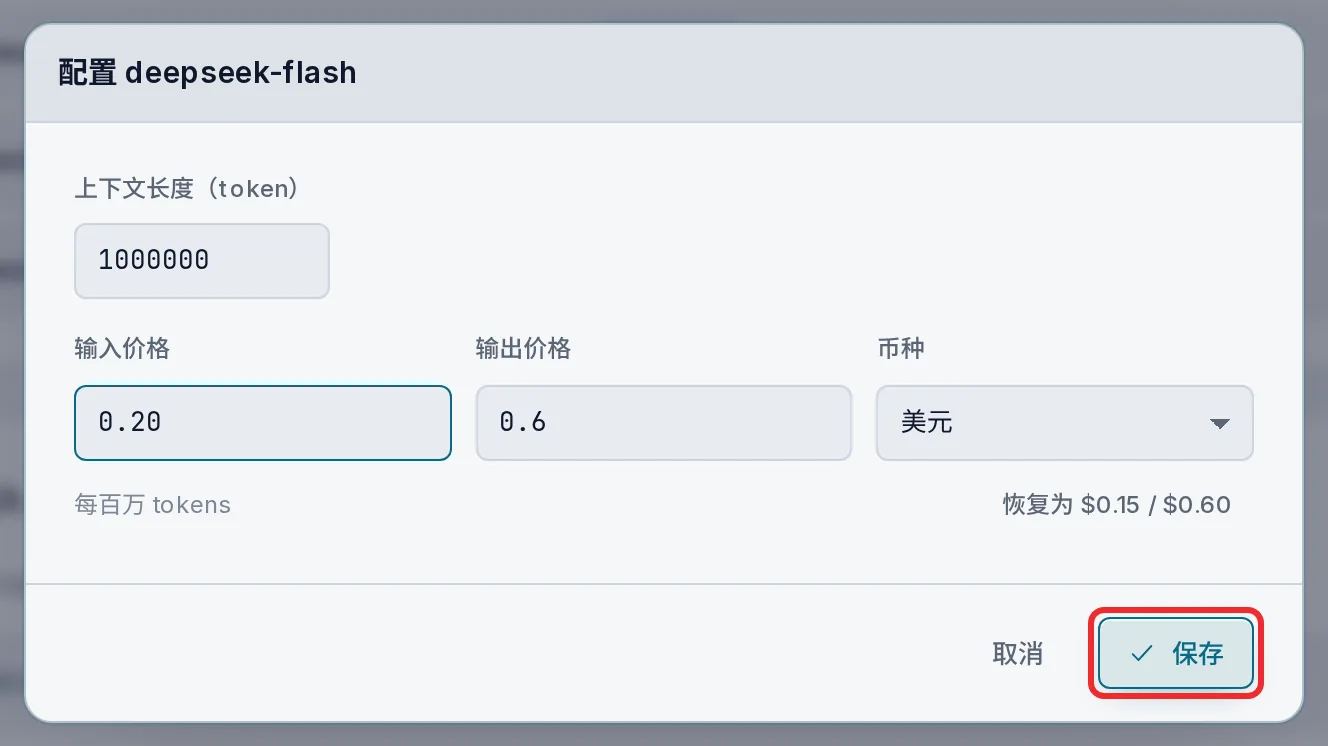 配置 deepseek-flash
上下文长度（token）
1000000
输入价格 输出价格 币种
0.20 0.6 美元
每百万 tokens 恢复为 $0.15 / $0.60
取消 保存